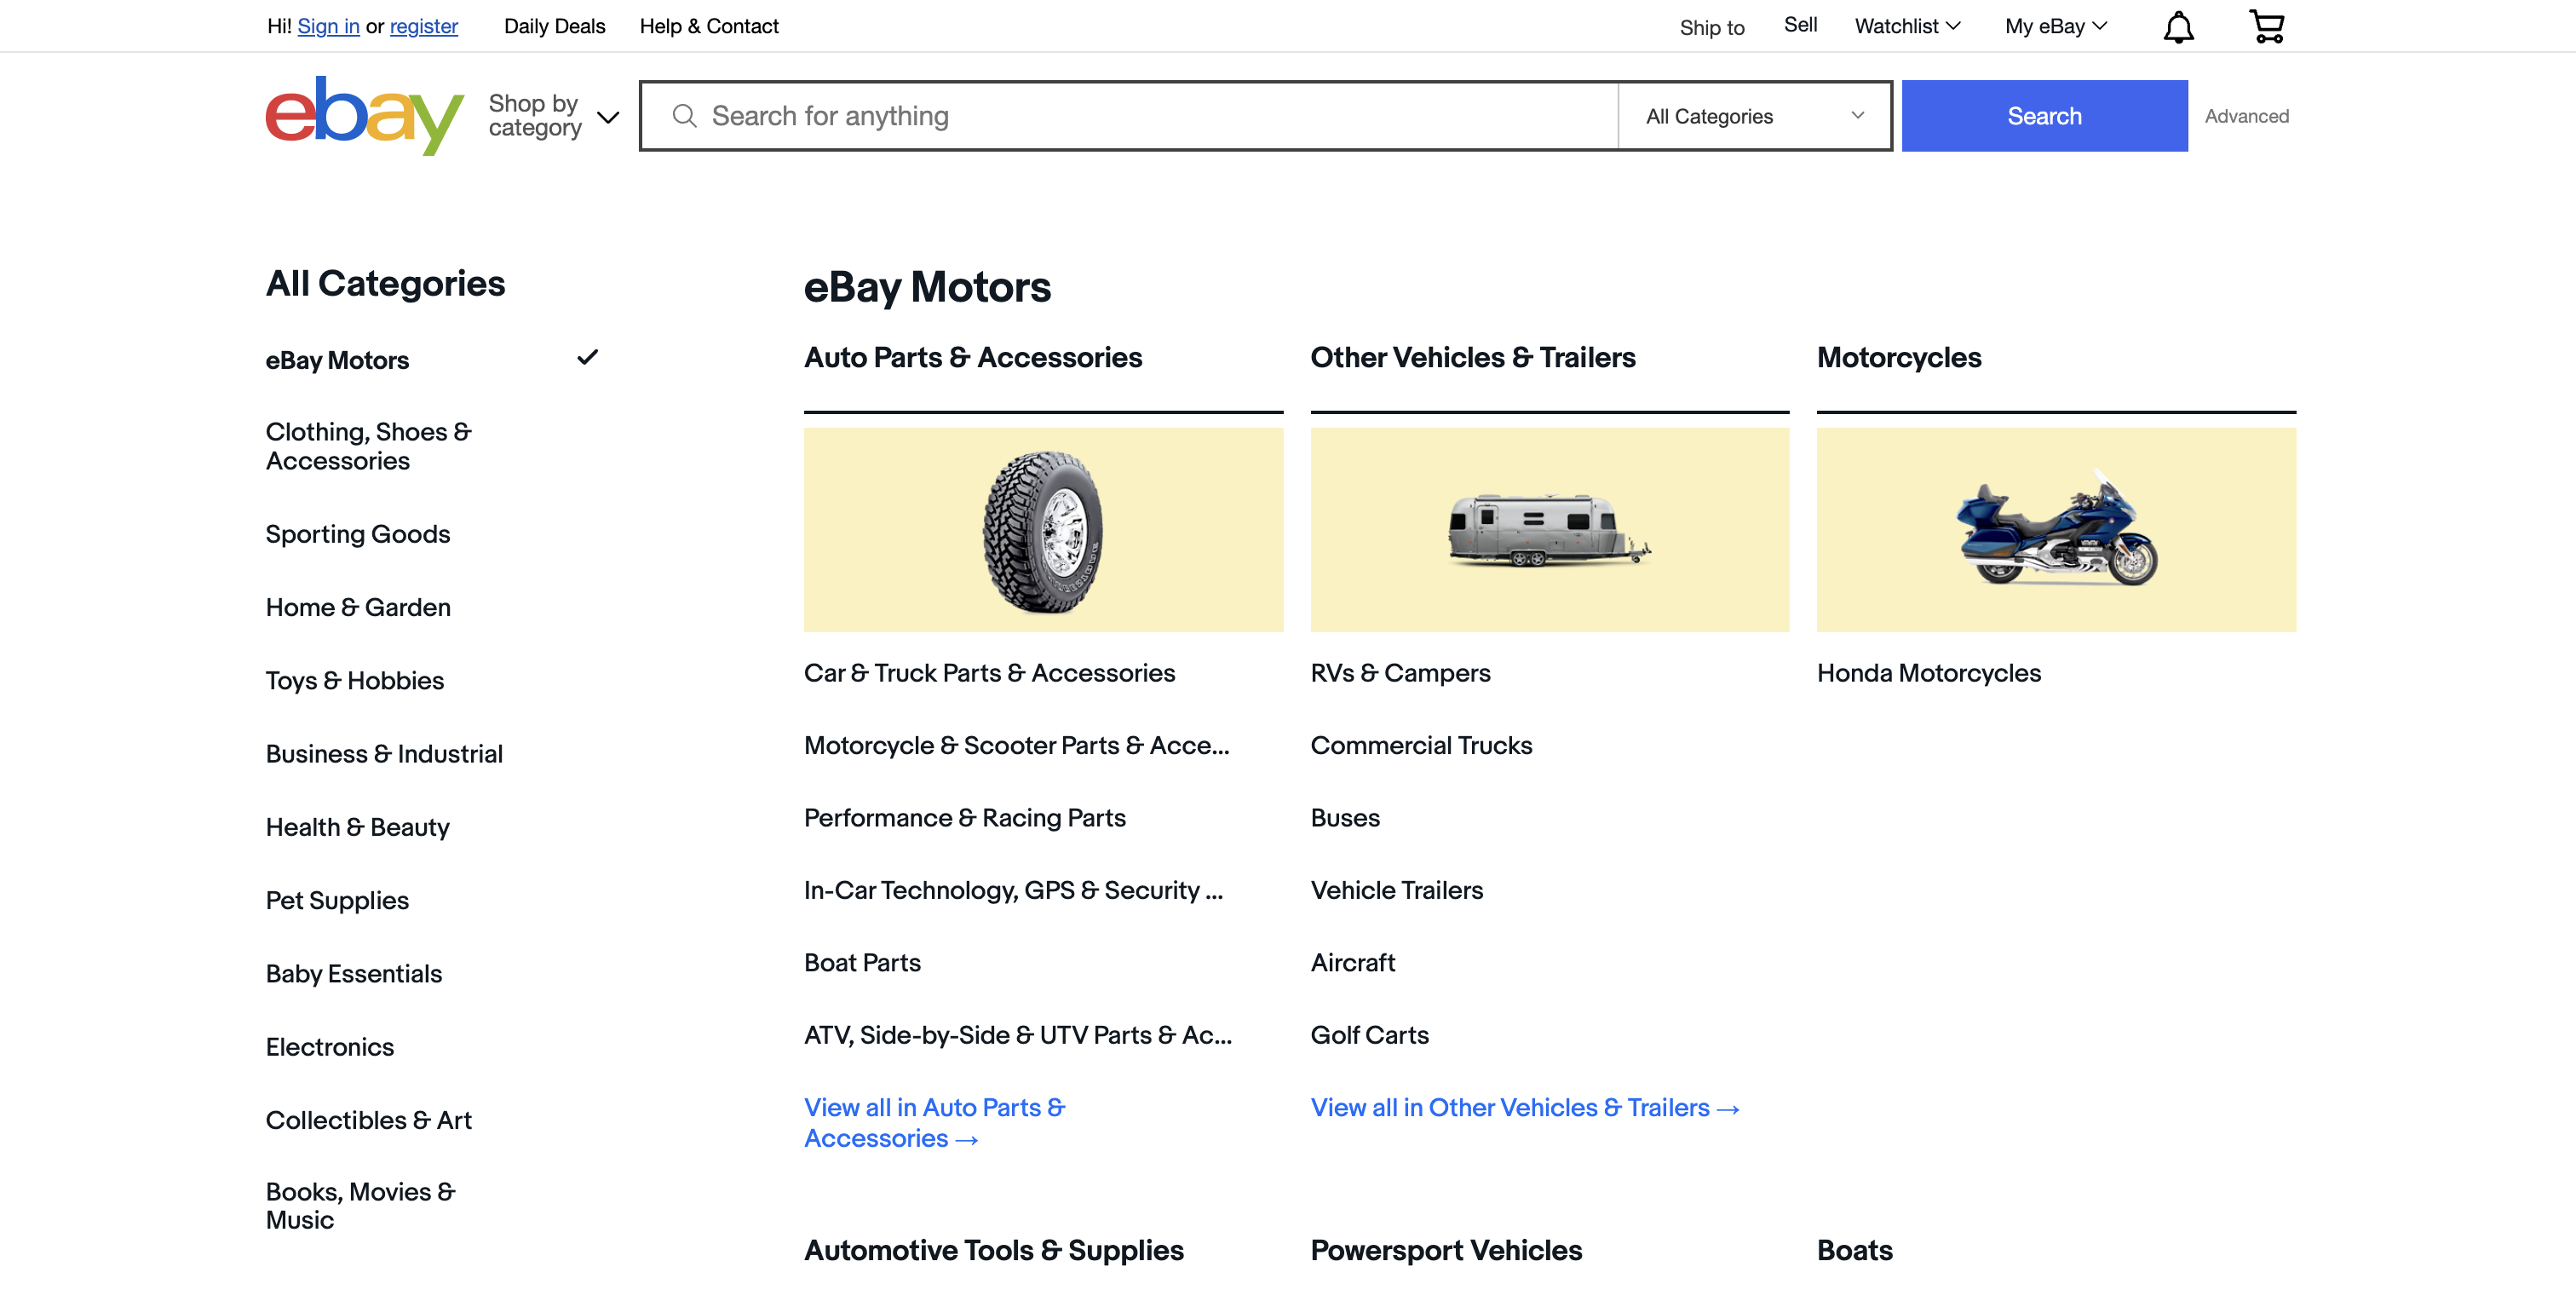 Hi! Sign in or register
Daily Deals
Help & Contact
Ship to
Sell
Watchlist
My eBay
ebay
Shop by
category
Search for anything
All Categories
Search
Advanced
All Categories
eBay Motors
Clothing, Shoes &
Accessories
Sporting Goods
Home & Garden
Toys & Hobbies
Business & Industrial
Health & Beauty
Pet Supplies
Baby Essentials
Electronics
Collectibles & Art
Books, Movies &
Music
eBay Motors
Auto Parts & Accessories
Car & Truck Parts & Accessories
Motorcycle & Scooter Parts & Acce...
Performance & Racing Parts
In-Car Technology, GPS & Security ...
Boat Parts
ATV, Side-by-Side & UTV Parts & Ac...
View all in Auto Parts &
Accessories →
Other Vehicles & Trailers
RVs & Campers
Commercial Trucks
Buses
Vehicle Trailers
Aircraft
Golf Carts
View all in Other Vehicles & Trailers →
Motorcycles
Honda Motorcycles
Automotive Tools & Supplies
Powersport Vehicles
Boats